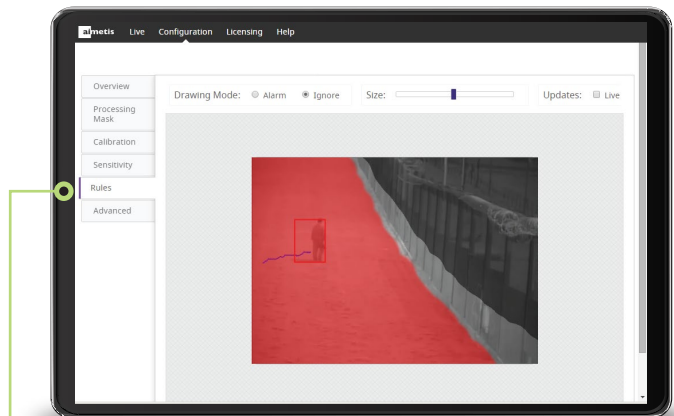 aimetis Live Configuration Licensing Help
Overview
Drawing Mode: Alarm Ignore Size: Updates: Live
Processing
Mask
Calibration
Sensitivity
Rules
Advanced